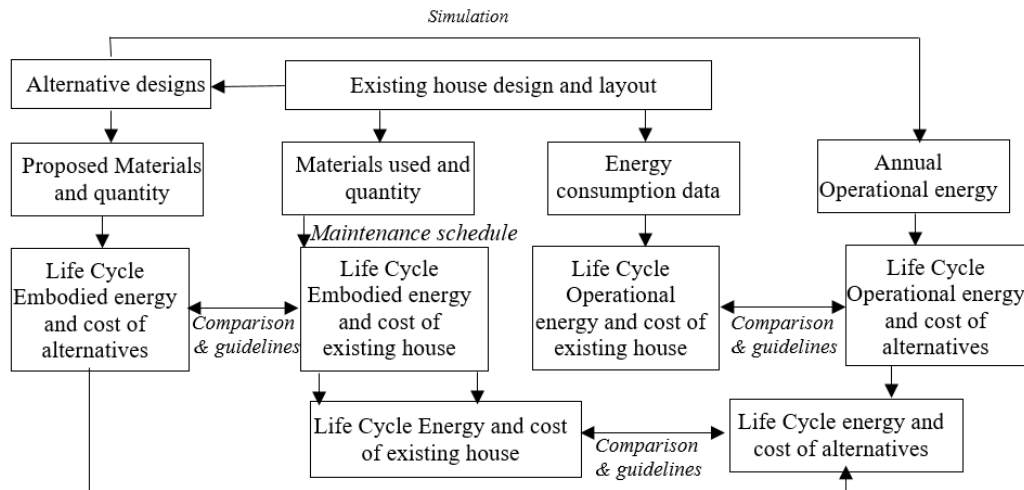 Simulation
Alternative designs
Existing house design and layout
Proposed Materials
and quantity
Materials used and
quantity
Energy
consumption data
Annual
Operational energy
Maintenance schedule
Life Cycle
Embodied energy
and cost of
alternatives
Comparison
& guidelines
Life Cycle
Embodied energy
and cost of
existing house
Life Cycle
Operational
energy and cost of
existing house
Comparison
& guidelines
Life Cycle
Operational energy
and cost of
alternatives
Life Cycle Energy and cost
of existing house
Comparison
& guidelines
Life Cycle energy and
cost of alternatives